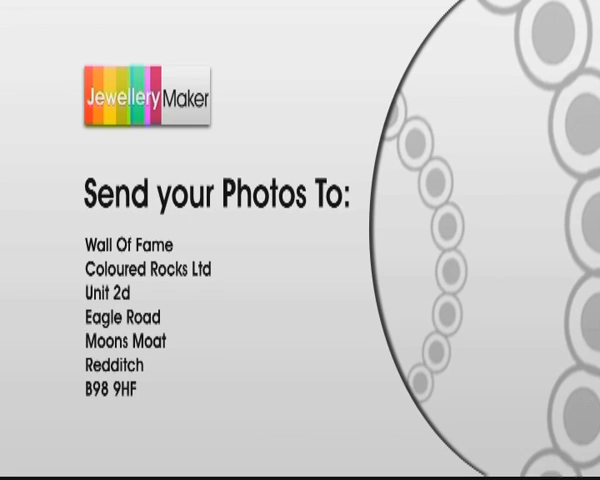 JewelleryMaker
Send your Photos To:
Wall Of Fame
Coloured Rocks Ltd
Unit 2d
Eagle Road
Moons Moat
Redditch
B98 9HF